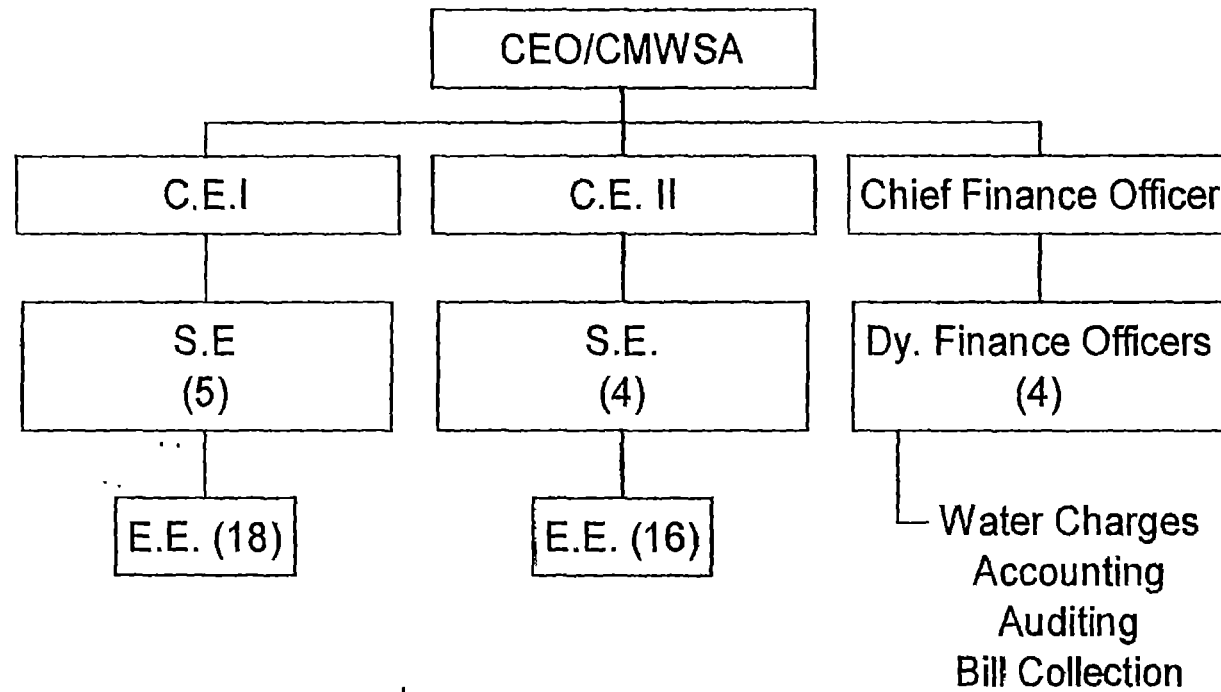 CEO/CMWSA
C.E.I
C.E. II
Chief Finance Officer
S.E
(5)
S.E.
(4)
Dy. Finance Officers
(4)
E.E. (18)
E.E. (16)
Water Charges
Accounting
Auditing
Bill Collection